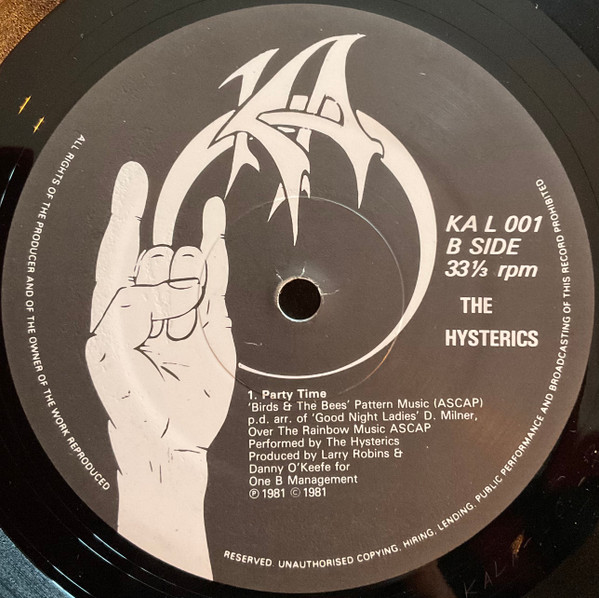 KA
KA L 001
B SIDE
33⅓ rpm
THE
HYSTERICS
1. Party Time
'Birds & The Bees' Pattern Music (ASCAP)
p.d. arr. of 'Good Night Ladies' D. Milner,
Over The Rainbow Music ASCAP
Performed by The Hysterics
Produced by Larry Robins &
Danny O'Keefe for
One B Management
℗ 1981 © 1981
ALL RIGHTS OF THE PRODUCER AND OF THE OWNER OF THE WORK REPRODUCED
RESERVED. UNAUTHORISED COPYING, HIRING, LENDING, PUBLIC PERFORMANCE AND BROADCASTING OF THIS RECORD PROHIBITED